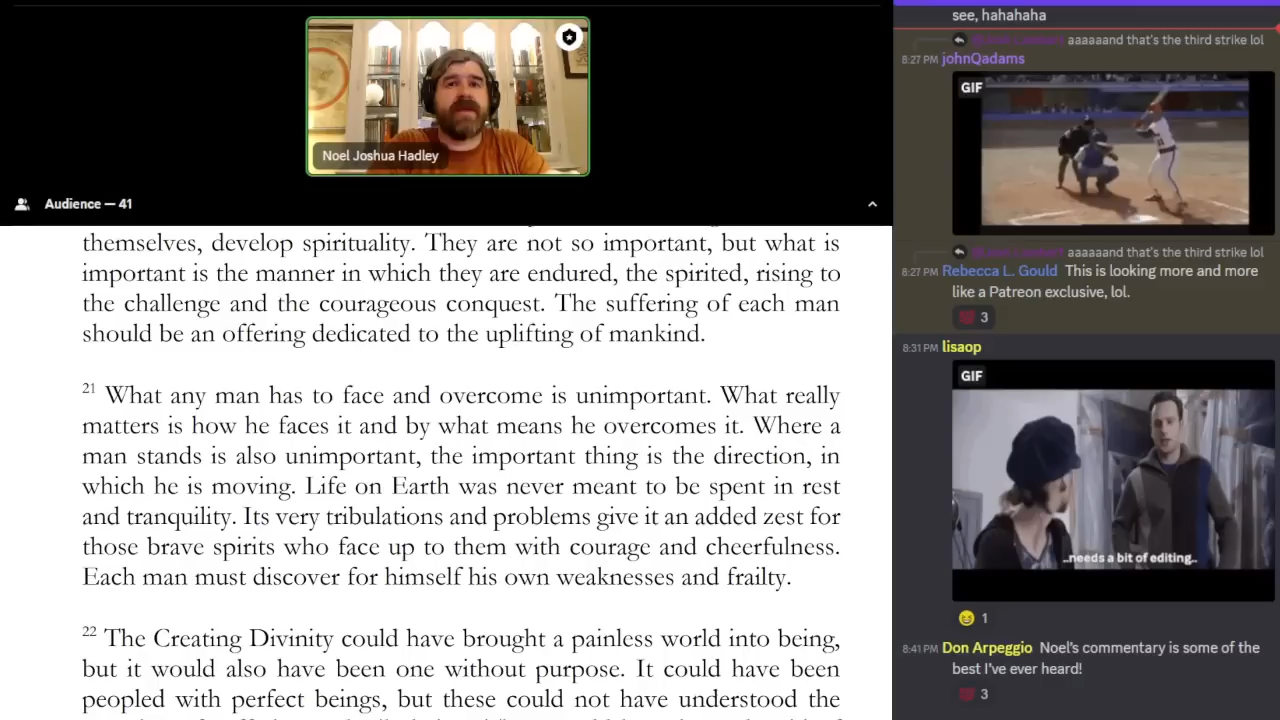 Noel Joshua Hadley
Audience — 41
themselves, develop spirituality. They are not so important, but what is
important is the manner in which they are endured, the spirited, rising to
the challenge and the courageous conquest. The suffering of each man
should be an offering dedicated to the uplifting of mankind.
21 What any man has to face and overcome is unimportant. What really
matters is how he faces it and by what means he overcomes it. Where a
man stands is also unimportant, the important thing is the direction, in
which he is moving. Life on Earth was never meant to be spent in rest
and tranquility. Its very tribulations and problems give it an added zest for
those brave spirits who face up to them with courage and cheerfulness.
Each man must discover for himself his own weaknesses and frailty.
22 The Creating Divinity could have brought a painless world into being,
but it would also have been one without purpose. It could have been
peopled with perfect beings, but these could not have understood the
see, hahahaha
aaaaaand that's the third strike lol
8:27 PM johnQadams
GIF
aaaaaand that's the third strike lol
8:27 PM Rebecca L. Gould This is looking more and more
like a Patreon exclusive, lol.
3
8:31 PM lisaop
GIF
..needs a bit of editing..
1
8:41 PM Don Arpeggio Noel's commentary is some of the
best I've ever heard!
3